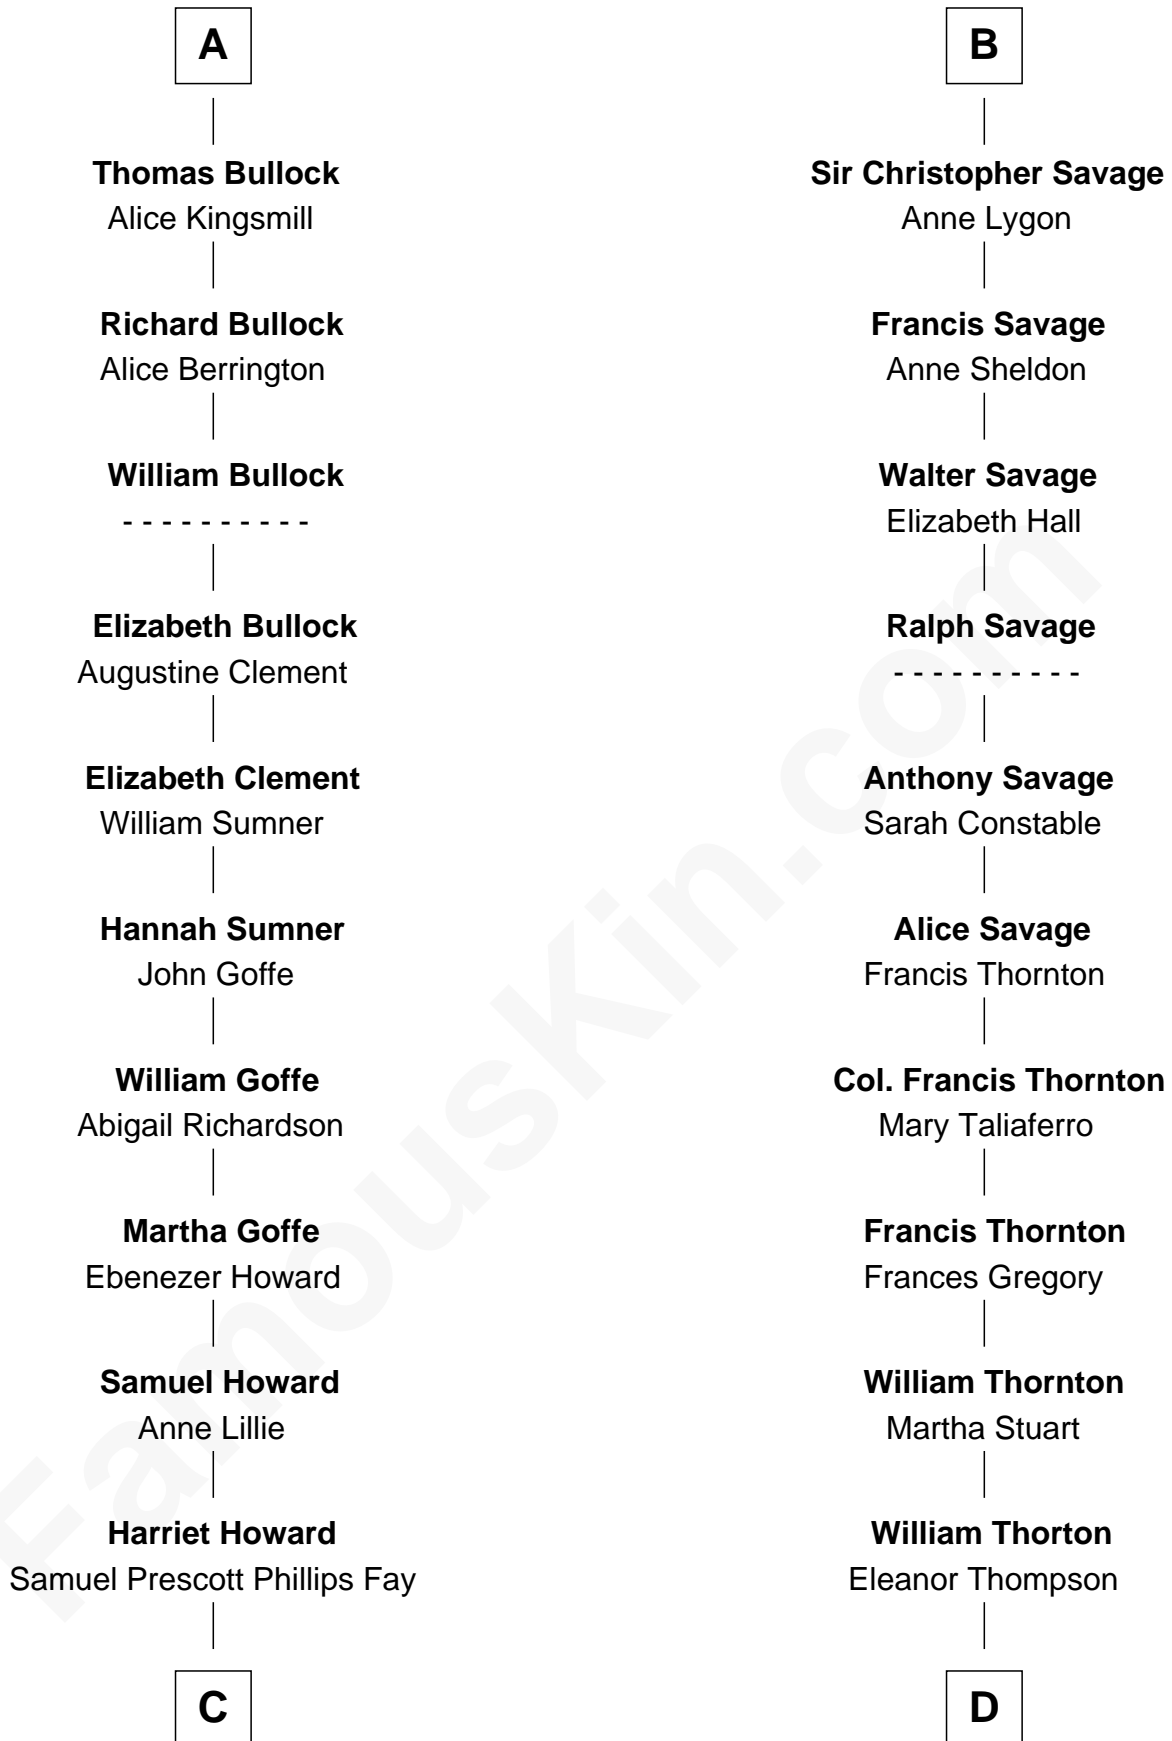 A
Thomas Bullock
Alice Kingsmill
Richard Bullock
Alice Berrington
William Bullock
- - - - - - - - - -
Elizabeth Bullock
Augustine Clement
Elizabeth Clement
William Sumner
Hannah Sumner
John Goffe
William Goffe
Abigail Richardson
Martha Goffe
Ebenezer Howard
Samuel Howard
Anne Lillie
Harriet Howard
Samuel Prescott Phillips Fay
C
B
Sir Christopher Savage
Anne Lygon
Francis Savage
Anne Sheldon
Walter Savage
Elizabeth Hall
Ralph Savage
- - - - - - - - - -
Anthony Savage
Sarah Constable
Alice Savage
Francis Thornton
Col. Francis Thornton
Mary Taliaferro
Francis Thornton
Frances Gregory
William Thornton
Martha Stuart
William Thorton
Eleanor Thompson
D
FamousKin.com